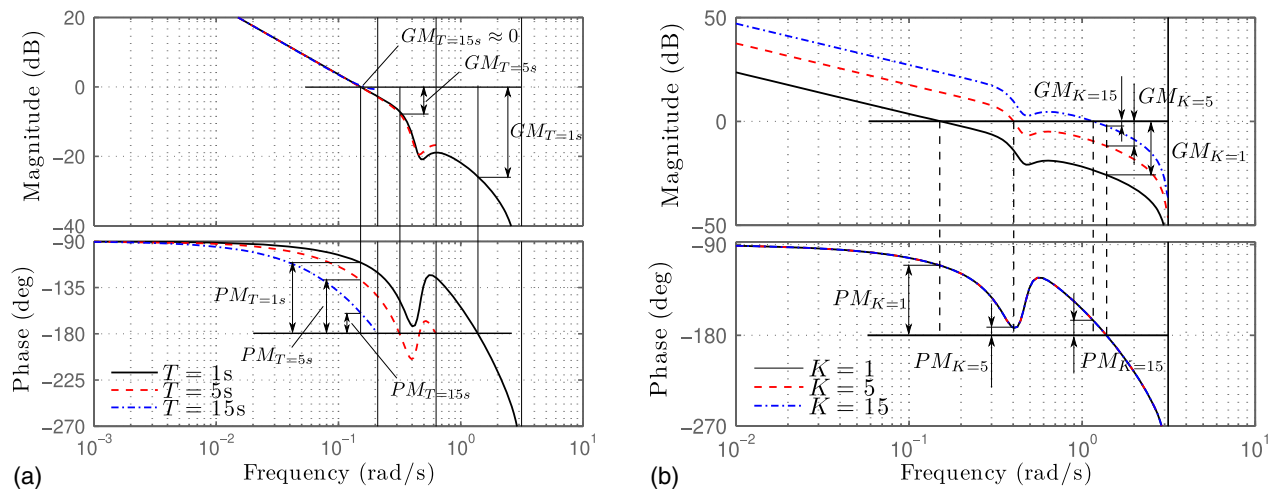 20
0
-20
-40
Magnitude (dB)
GM_{T=15s} ≈ 0
GM_{T=5s}
GM_{T=1s}
-90
-135
-180
-225
-270
Phase (deg)
PM_{T=1s}
PM_{T=5s}
PM_{T=15s}
T = 1s
T = 5s
T = 15s
10^{-3}
10^{-2}
10^{-1}
10^{0}
10^{1}
Frequency (rad/s)
(a)
50
0
-50
Magnitude (dB)
GM_{K=15}
GM_{K=5}
GM_{K=1}
-90
-180
-270
Phase (deg)
PM_{K=1}
PM_{K=5}
PM_{K=15}
K = 1
K = 5
K = 15
10^{-2}
10^{-1}
10^{0}
10^{1}
Frequency (rad/s)
(b)